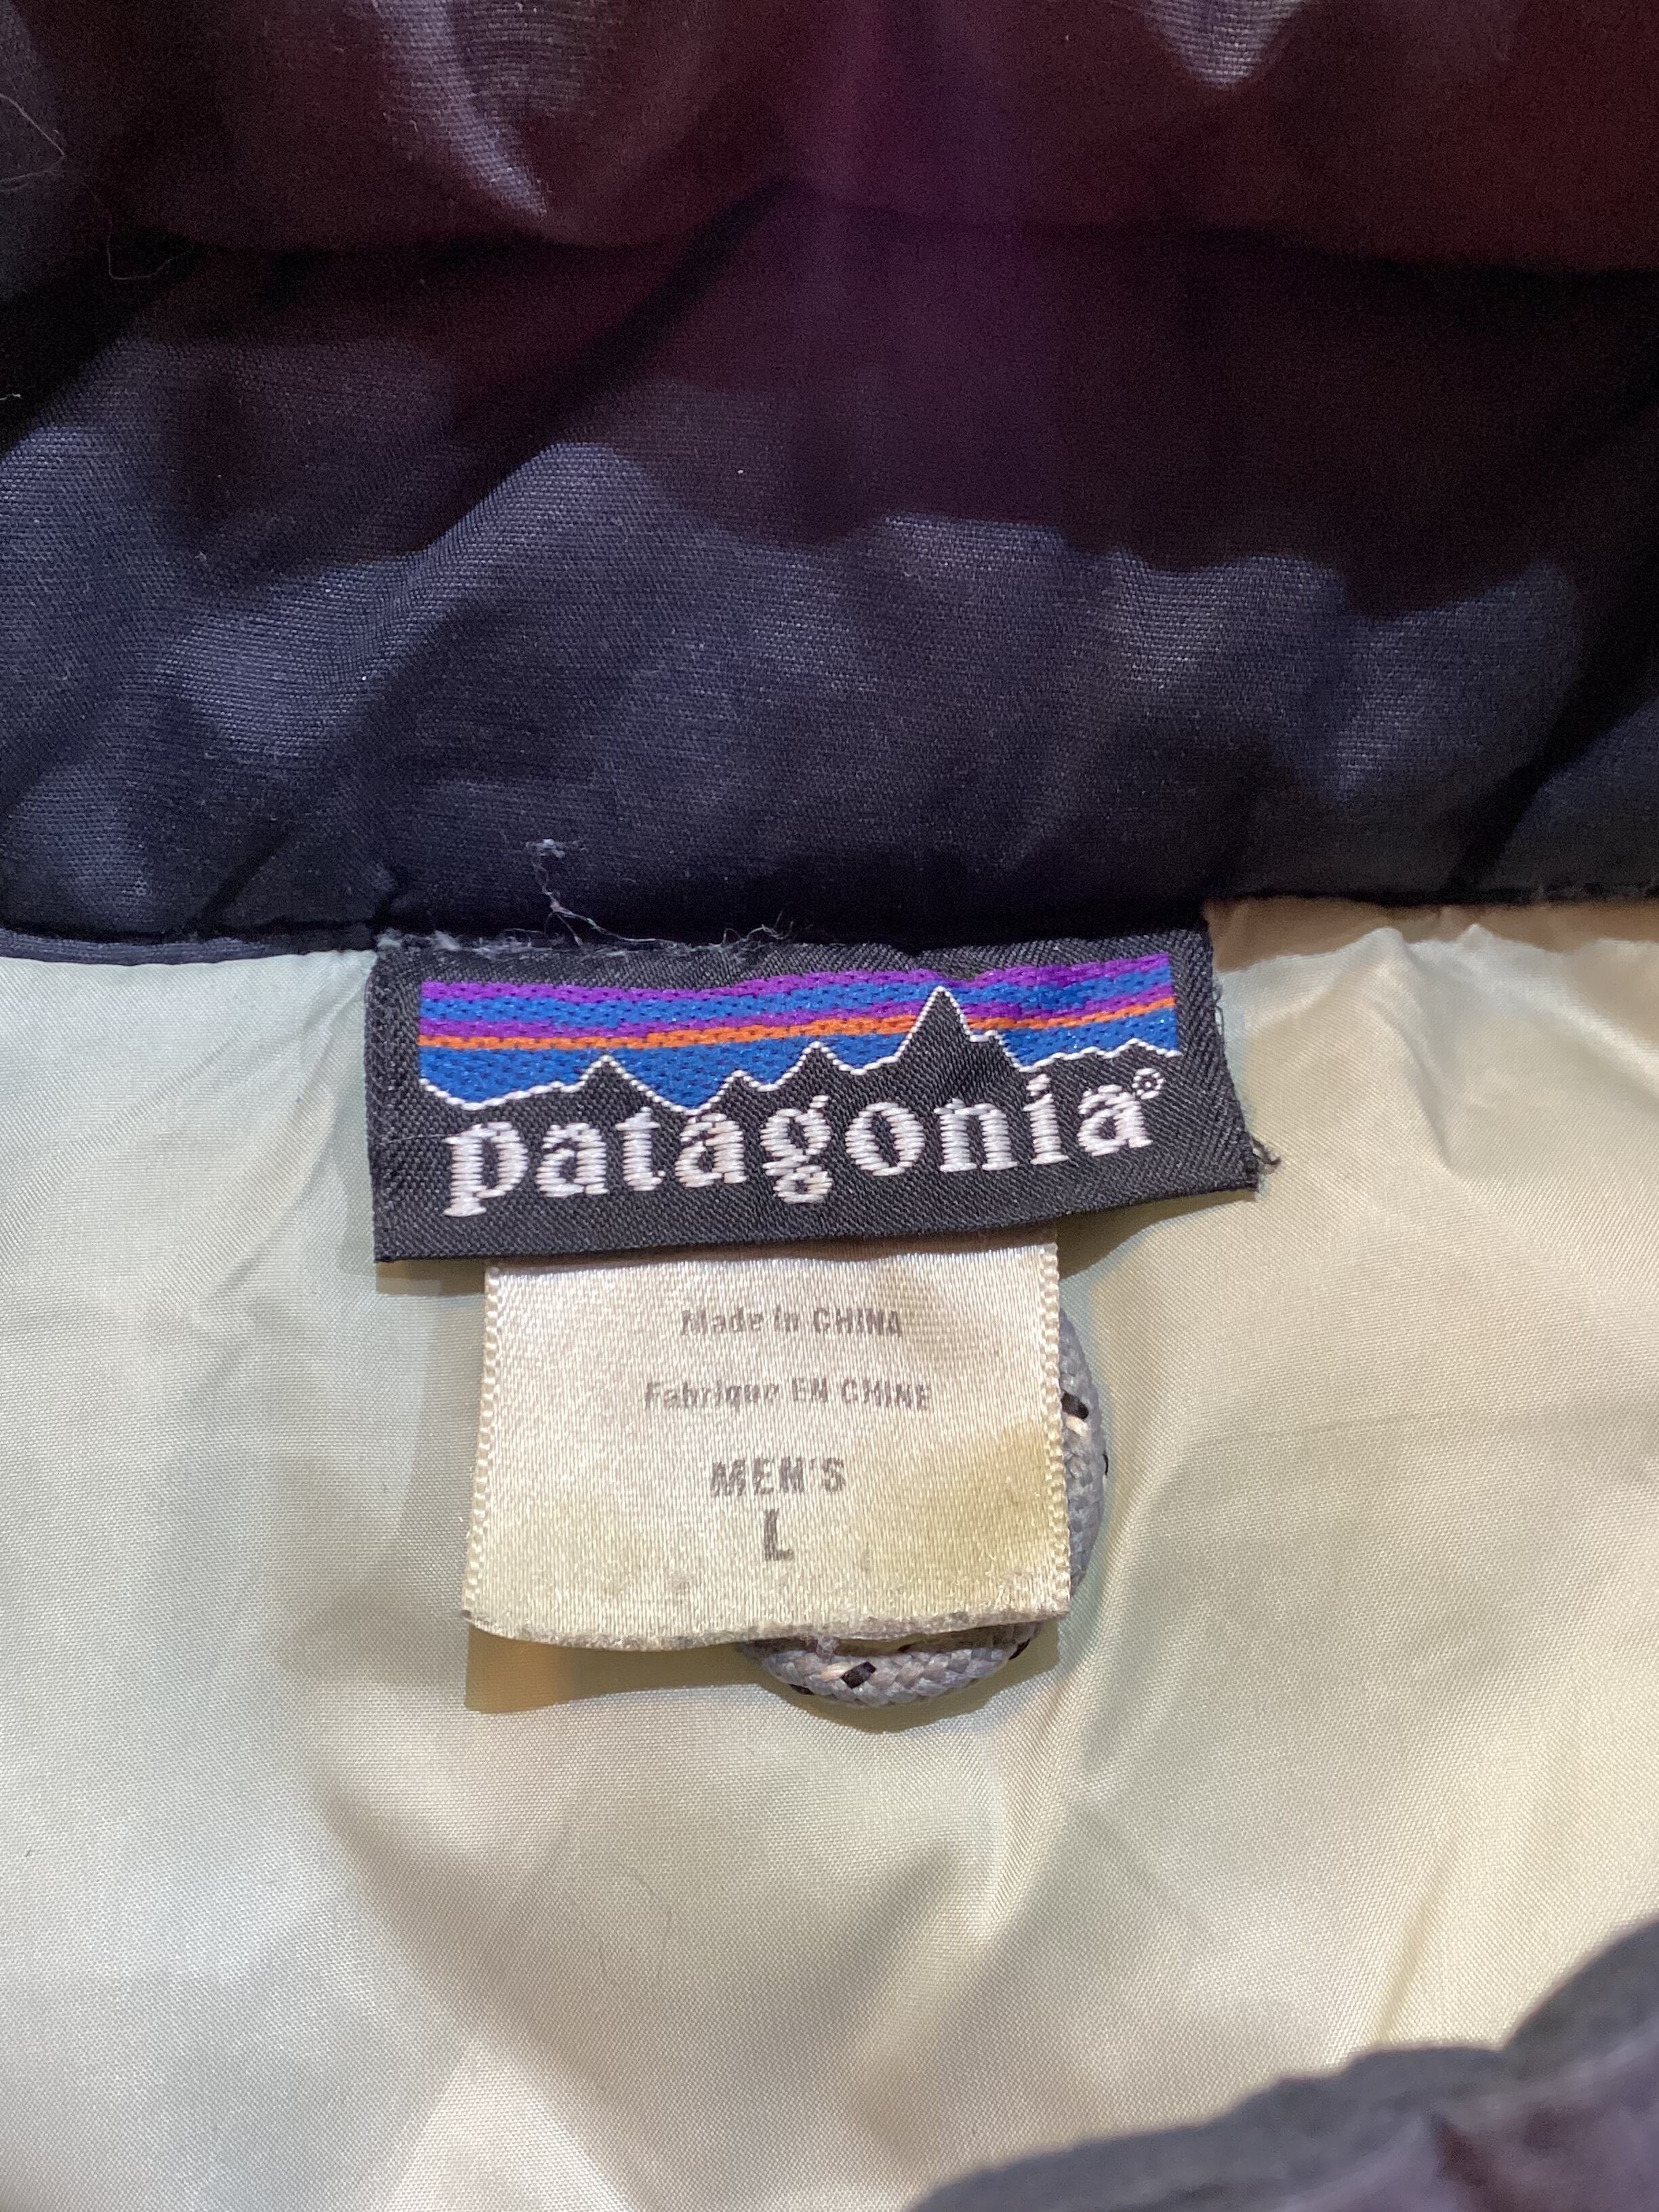 patagonia®
Made in CHINA
Fabrique EN CHINE
MEN'S
L